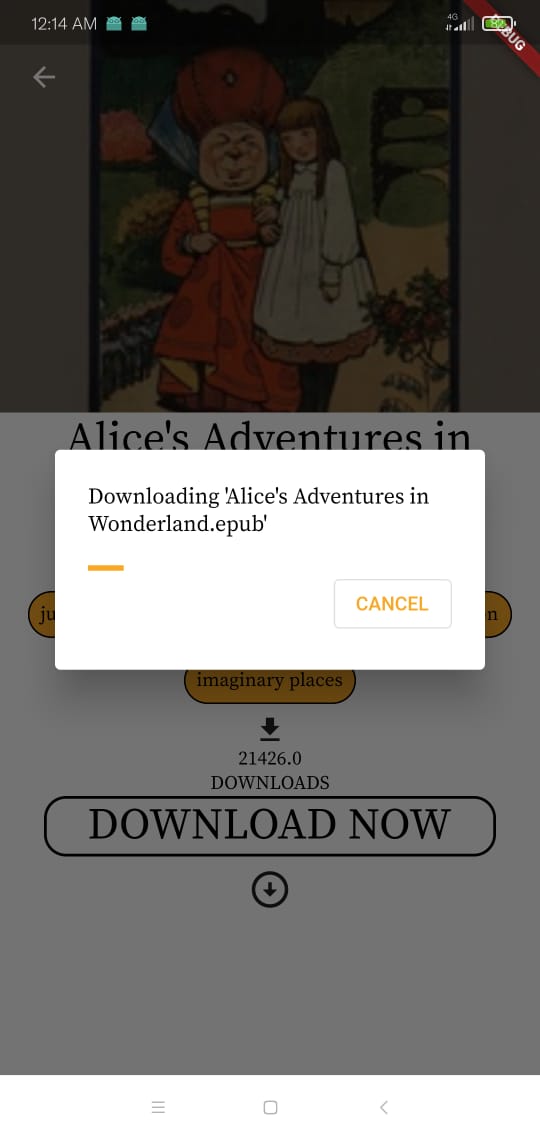 12:14 AM
4G
Alice's Adventures in
Downloading 'Alice's Adventures in
Wonderland.epub'
CANCEL
ju
n
imaginary places
21426.0
DOWNLOADS
DOWNLOAD NOW